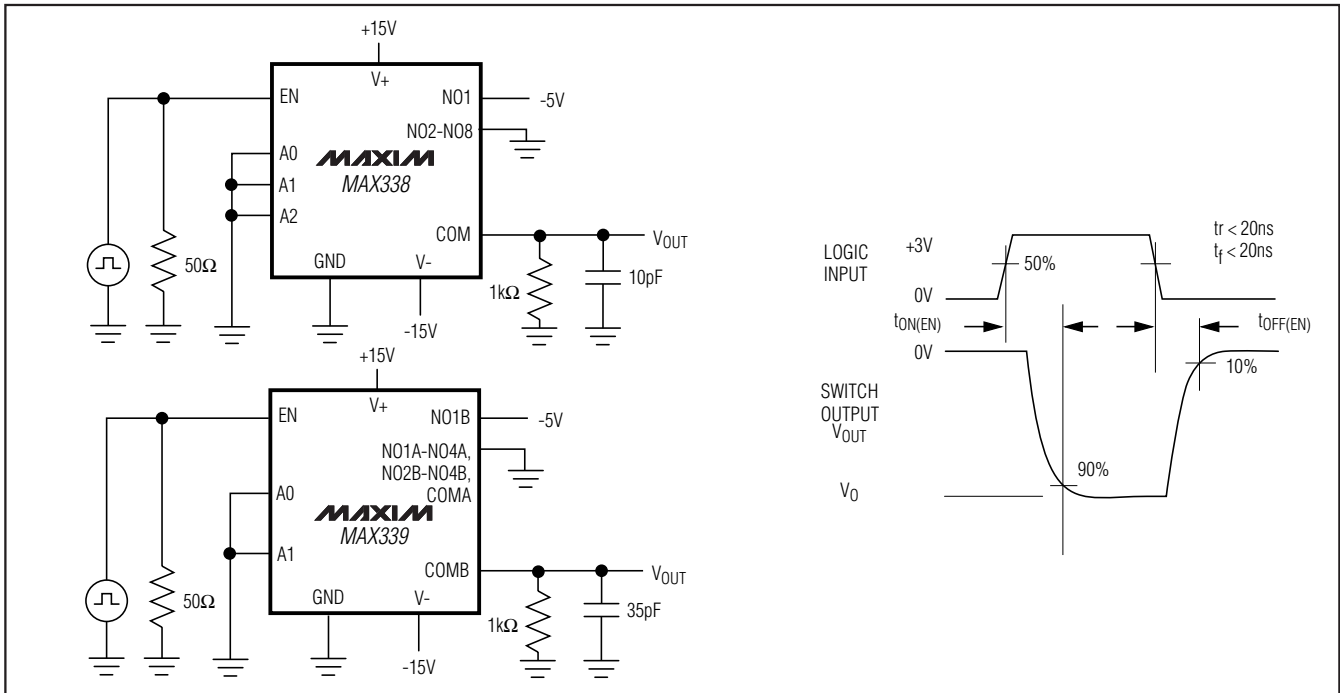 +15V
V+
EN
NO1
-5V
NO2-NO8
A0
MAXIM
MAX338
A1
A2
COM
VOUT
50Ω
GND
V-
1kΩ
10pF
-15V
+15V
V+
EN
NO1B
-5V
NO1A-NO4A,
NO2B-NO4B,
COMA
A0
MAXIM
MAX339
A1
COMB
VOUT
50Ω
GND
V-
1kΩ
35pF
-15V
LOGIC
INPUT
+3V
50%
tr < 20ns
tf < 20ns
0V
tON(EN)
tOFF(EN)
0V
10%
SWITCH
OUTPUT
VOUT
90%
VO